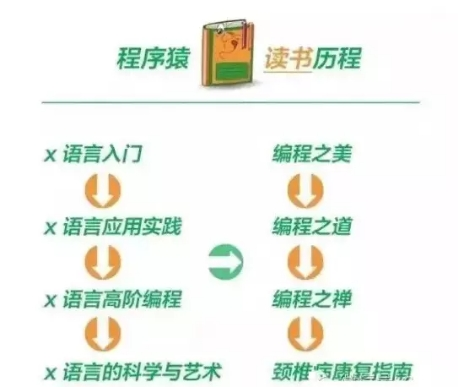 程序猿 读书历程
x 语言入门
x 语言应用实践
x 语言高阶编程
x 语言的科学与艺术
编程之美
编程之道
编程之禅
颈椎病康复指南